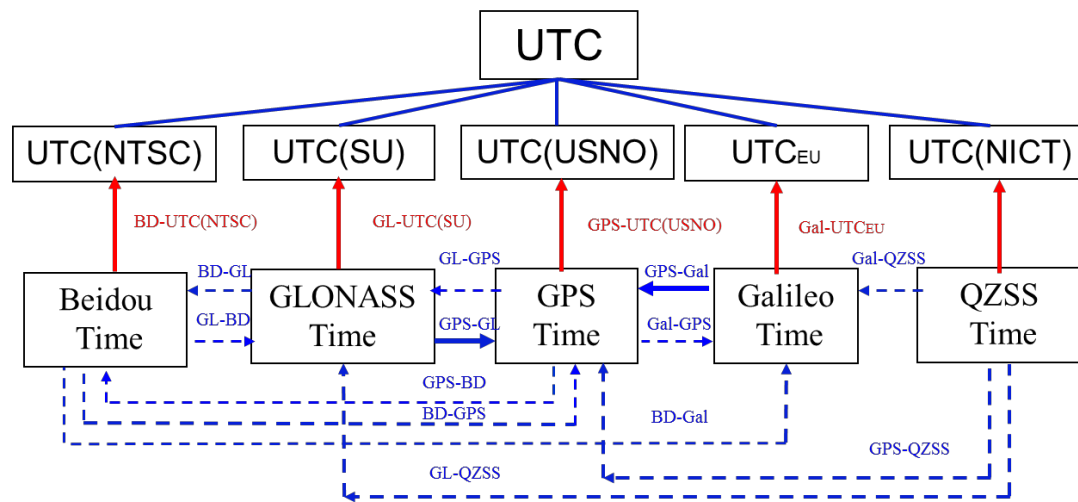 UTC
UTC(NTSC)
UTC(SU)
UTC(USNO)
UTCEU
UTC(NICT)
BD-UTC(NTSC)
GL-UTC(SU)
GPS-UTC(USNO)
Gal-UTCEU
BD-GL
GL-GPS
GPS-Gal
Gal-QZSS
Beidou
Time
GLONASS
Time
GPS
Time
Galileo
Time
QZSS
Time
GL-BD
GPS-GL
Gal-GPS
GPS-BD
BD-GPS
BD-Gal
GPS-QZSS
GL-QZSS